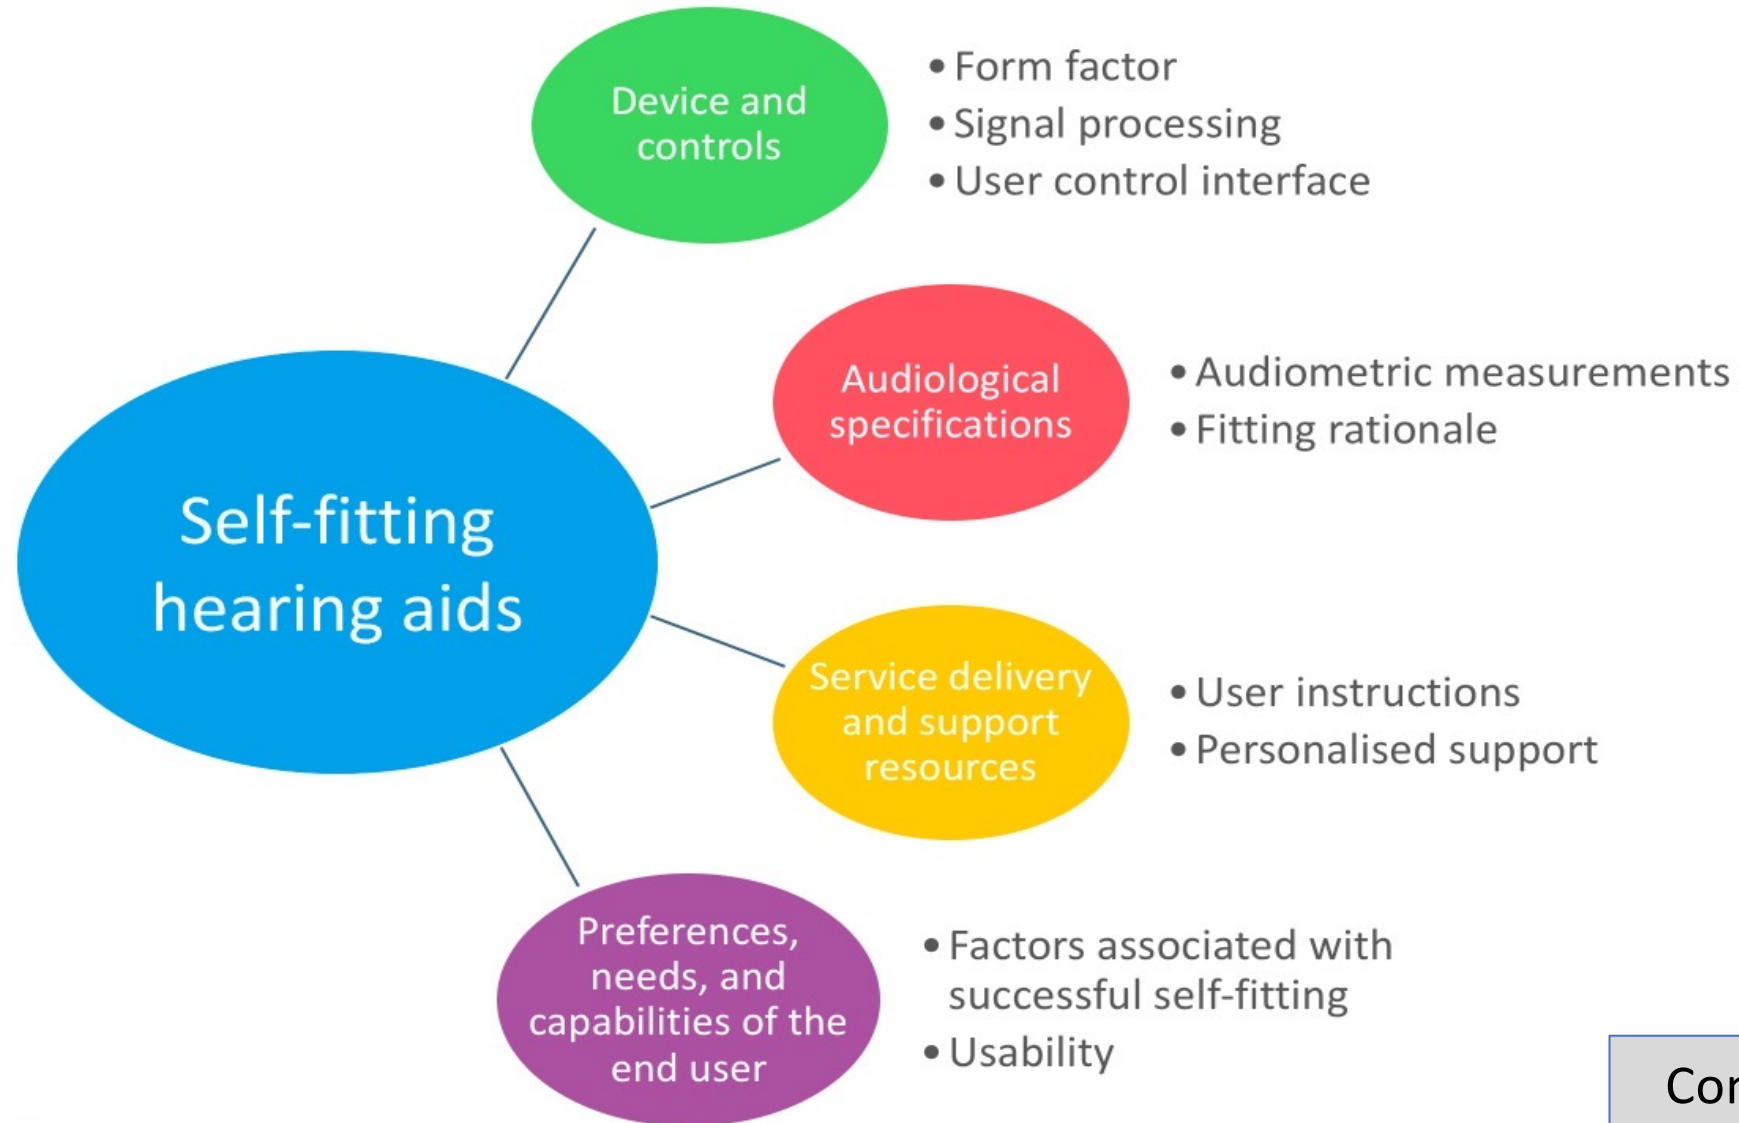 Device and
controls
• Form factor
• Signal processing
• User control interface
Audiological
specifications
• Audiometric measurements
• Fitting rationale
Self-fitting
hearing aids
Service delivery
and support
resources
• User instructions
• Personalised support
Preferences,
needs, and
capabilities of the
end user
• Factors associated with
successful self-fitting
• Usability